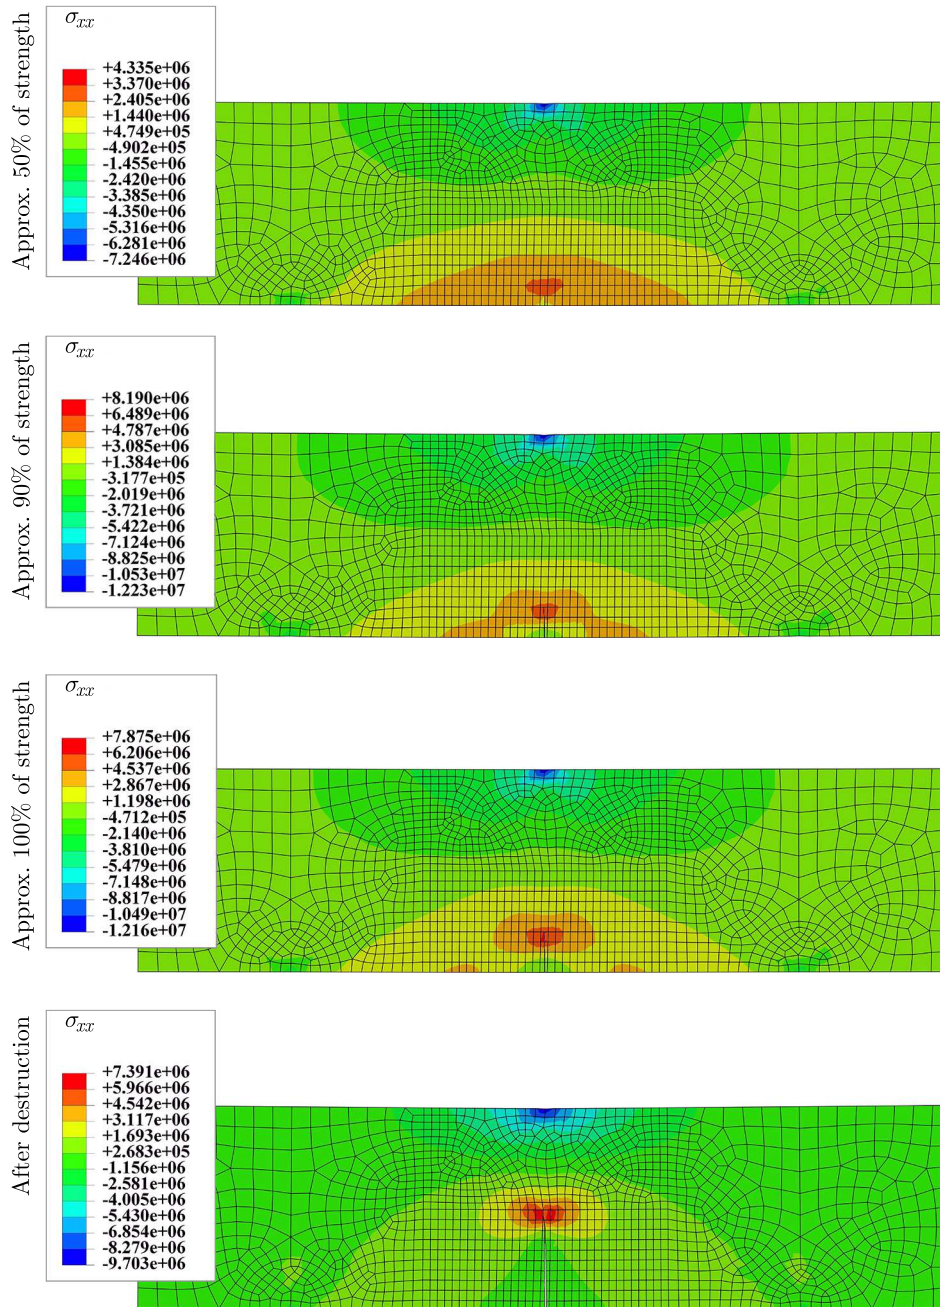 Approx. 50% of strength
σxx
+4.335e+06
+3.370e+06
+2.405e+06
+1.440e+06
+4.749e+05
-4.902e+05
-1.455e+06
-2.420e+06
-3.385e+06
-4.350e+06
-5.316e+06
-6.281e+06
-7.246e+06
Approx. 90% of strength
σxx
+8.190e+06
+6.489e+06
+4.787e+06
+3.085e+06
+1.384e+06
-3.177e+05
-2.019e+06
-3.721e+06
-5.422e+06
-7.124e+06
-8.825e+06
-1.053e+07
-1.223e+07
Approx. 100% of strength
σxx
+7.875e+06
+6.206e+06
+4.537e+06
+2.867e+06
+1.198e+06
-4.712e+05
-2.140e+06
-3.810e+06
-5.479e+06
-7.148e+06
-8.817e+06
-1.049e+07
-1.216e+07
After destruction
σxx
+7.391e+06
+5.966e+06
+4.542e+06
+3.117e+06
+1.693e+06
+2.683e+05
-1.156e+06
-2.581e+06
-4.005e+06
-5.430e+06
-6.854e+06
-8.279e+06
-9.703e+06